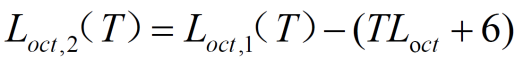 L_{oct,2}(T) = L_{oct,1}(T) − (TL_{oct} + 6)